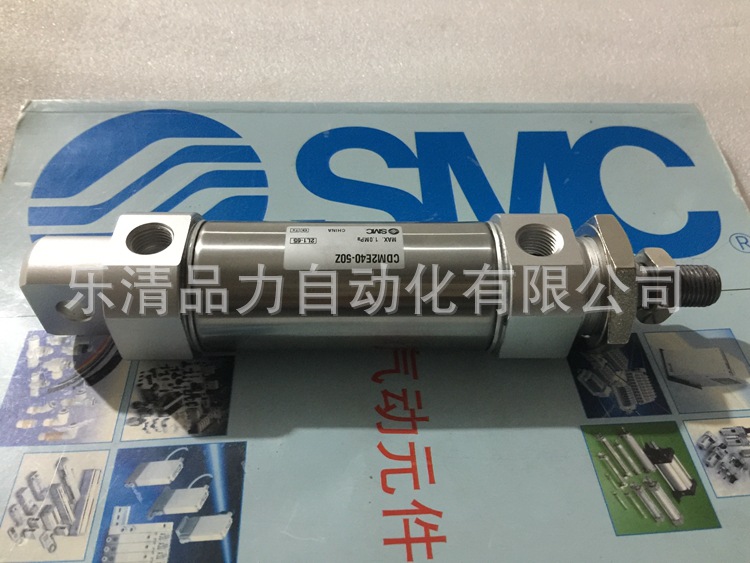 SMC
SMC
MAX. 1.0MPa
CHINA
CDM2E40-50Z
乐清品力自动化有限公司
气动元件